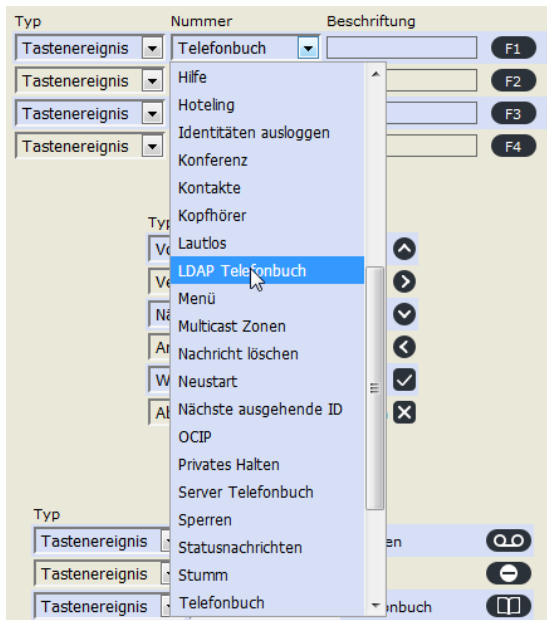 Typ Nummer Beschriftung
Tastenereignis Telefonbuch F1
Tastenereignis F2
Tastenereignis F3
Tastenereignis F4
Hilfe
Hoteling
Identitäten ausloggen
Konferenz
Kontakte
Kopfhörer
Lautlos
LDAP Telefonbuch
Menü
Multicast Zonen
Nachricht löschen
Neustart
Nächste ausgehende ID
OCIP
Privates Halten
Server Telefonbuch
Sperren
Statusnachrichten
Stumm
Telefonbuch
Typ
Typ
Tastenereignis
Tastenereignis
Tastenereignis